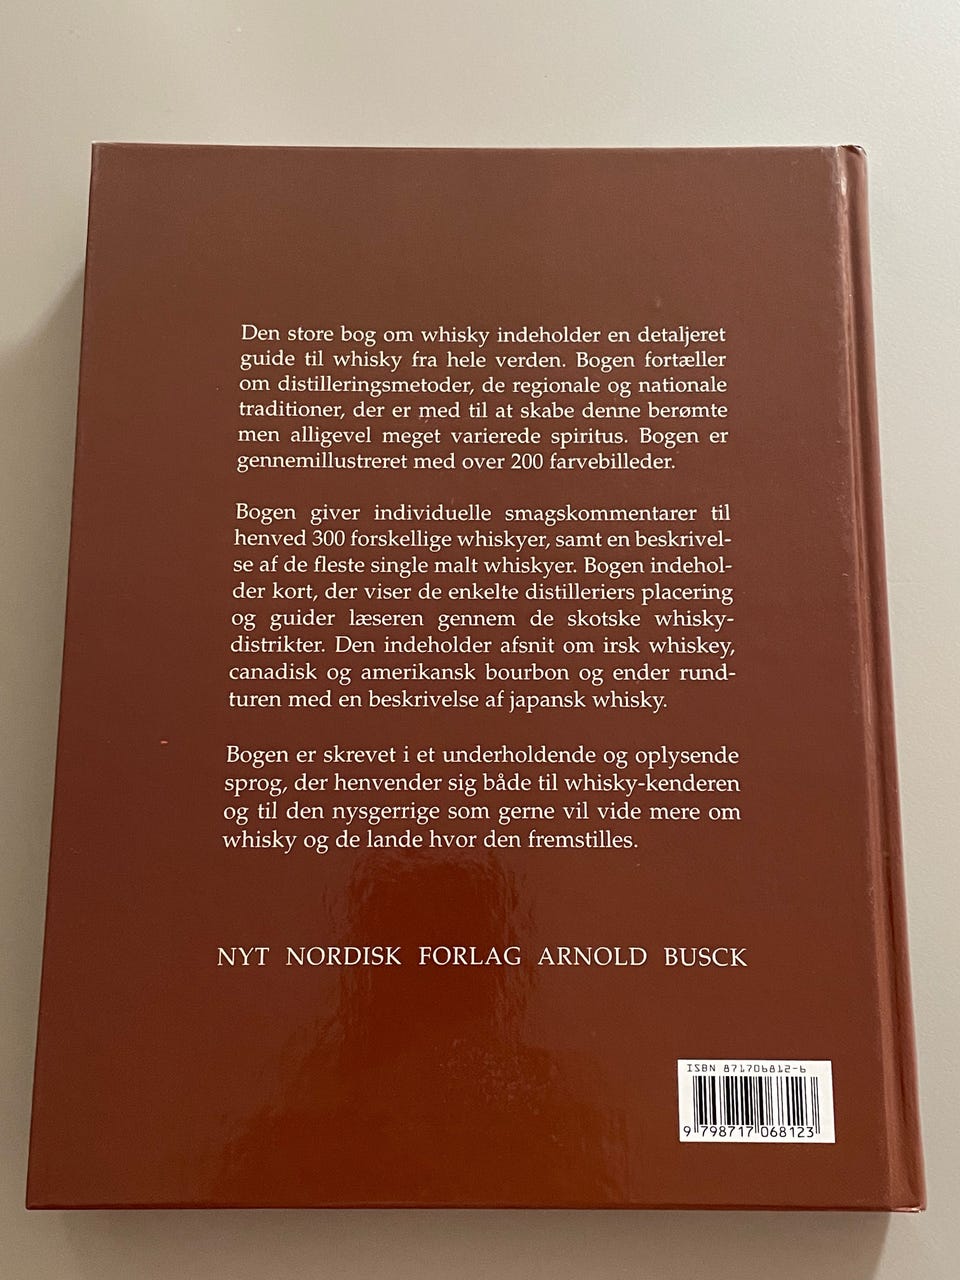 Den store bog om whisky indeholder en detaljeret
guide til whisky fra hele verden. Bogen fortæller
om distilleringsmetoder, de regionale og nationale
traditioner, der er med til at skabe denne berømte
men alligevel meget varierede spiritus. Bogen er
gennemillustreret med over 200 farvebilleder.
Bogen giver individuelle smagskommentarer til
henved 300 forskellige whiskyer, samt en beskrivel-
se af de fleste single malt whiskyer. Bogen indehol-
der kort, der viser de enkelte distilleriers placering
og guider læseren gennem de skotske whisky-
distrikter. Den indeholder afsnit om irsk whiskey,
canadisk og amerikansk bourbon og ender rund-
turen med en beskrivelse af japansk whisky.
Bogen er skrevet i et underholdende og oplysende
sprog, der henvender sig både til whisky-kenderen
og til den nysgerrige som gerne vil vide mere om
whisky og de lande hvor den fremstilles.
NYT NORDISK FORLAG ARNOLD BUSCK
ISBN 871706812-6
9 798717 068123